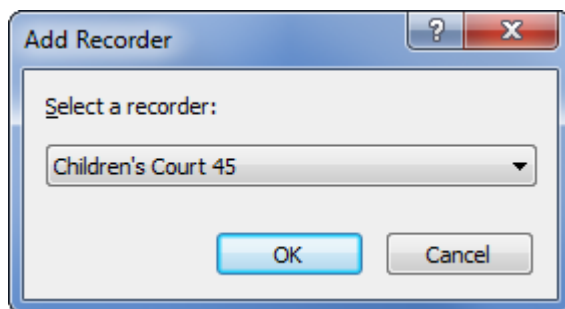 Add Recorder
?
Select a recorder:
Children's Court 45
OK
Cancel